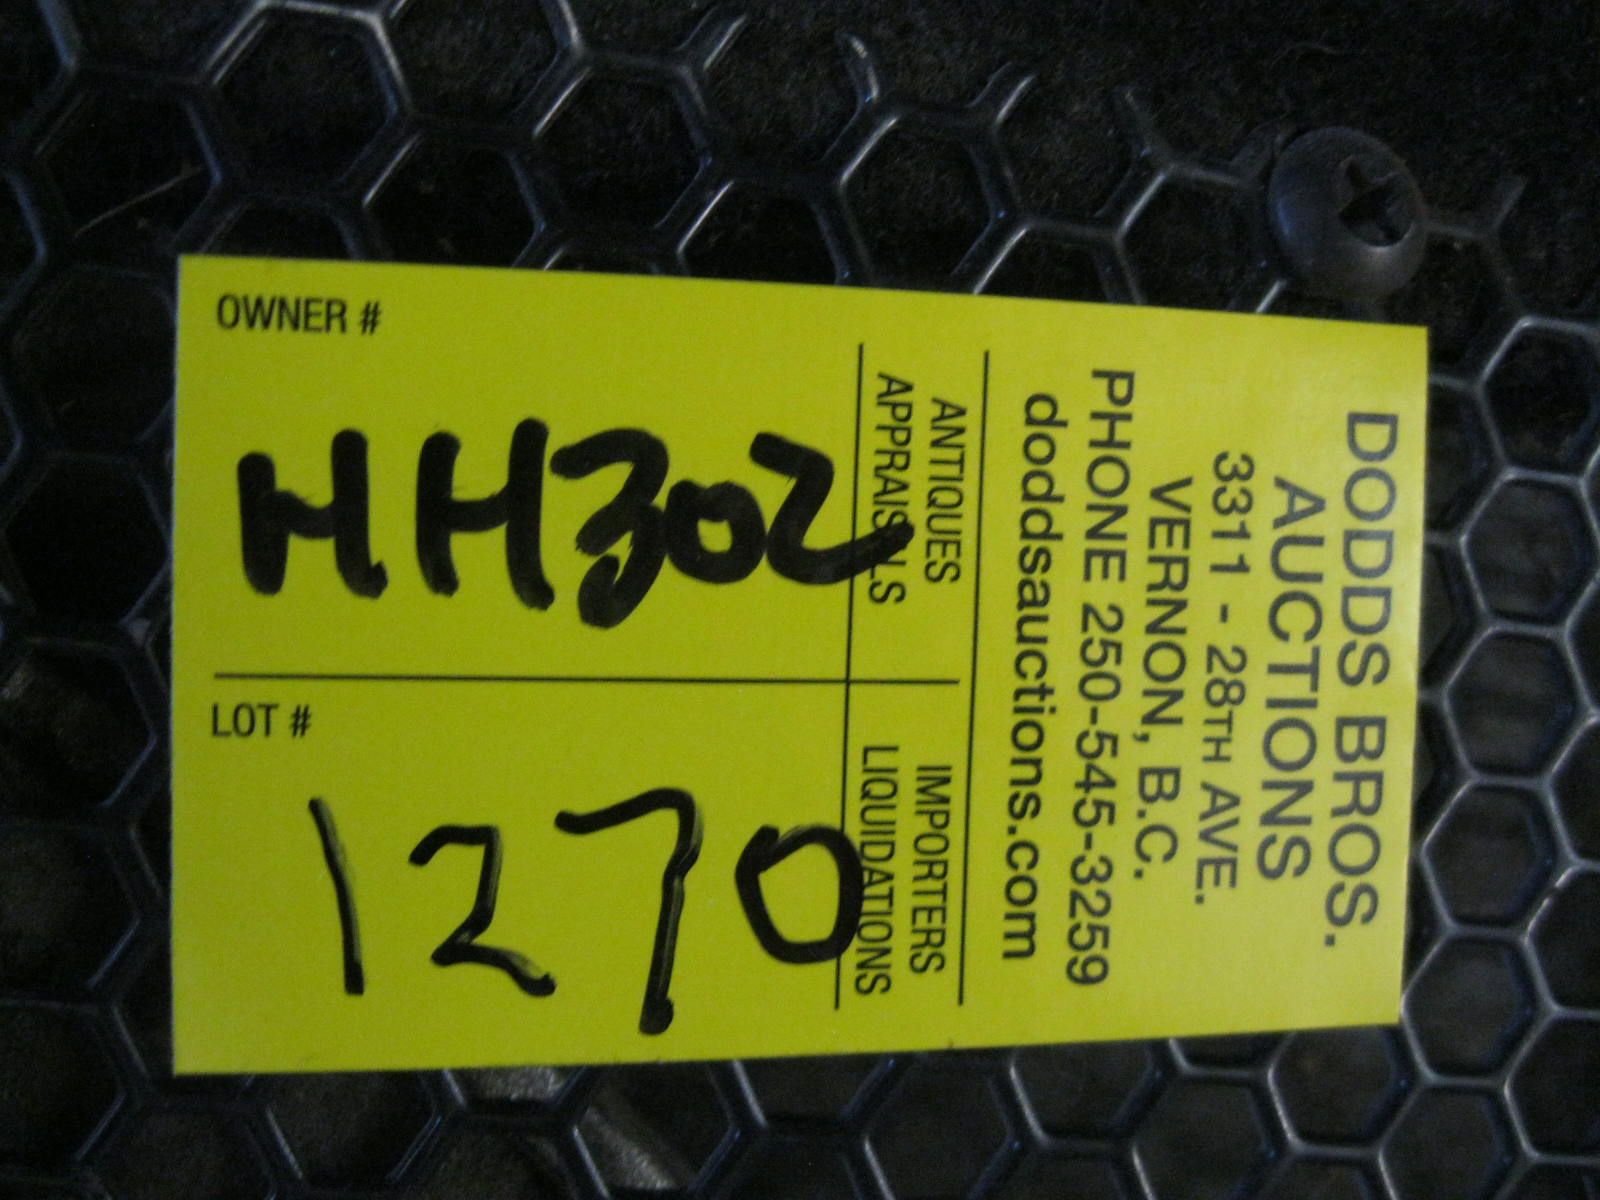 DODDS BROS.
AUCTIONS
3311 - 28TH AVE.
VERNON, B.C.
PHONE 250-545-3259
doddsauctions.com
ANTIQUES
APPRAISALS
IMPORTERS
LIQUIDATIONS
OWNER #
HH302
LOT #
1270